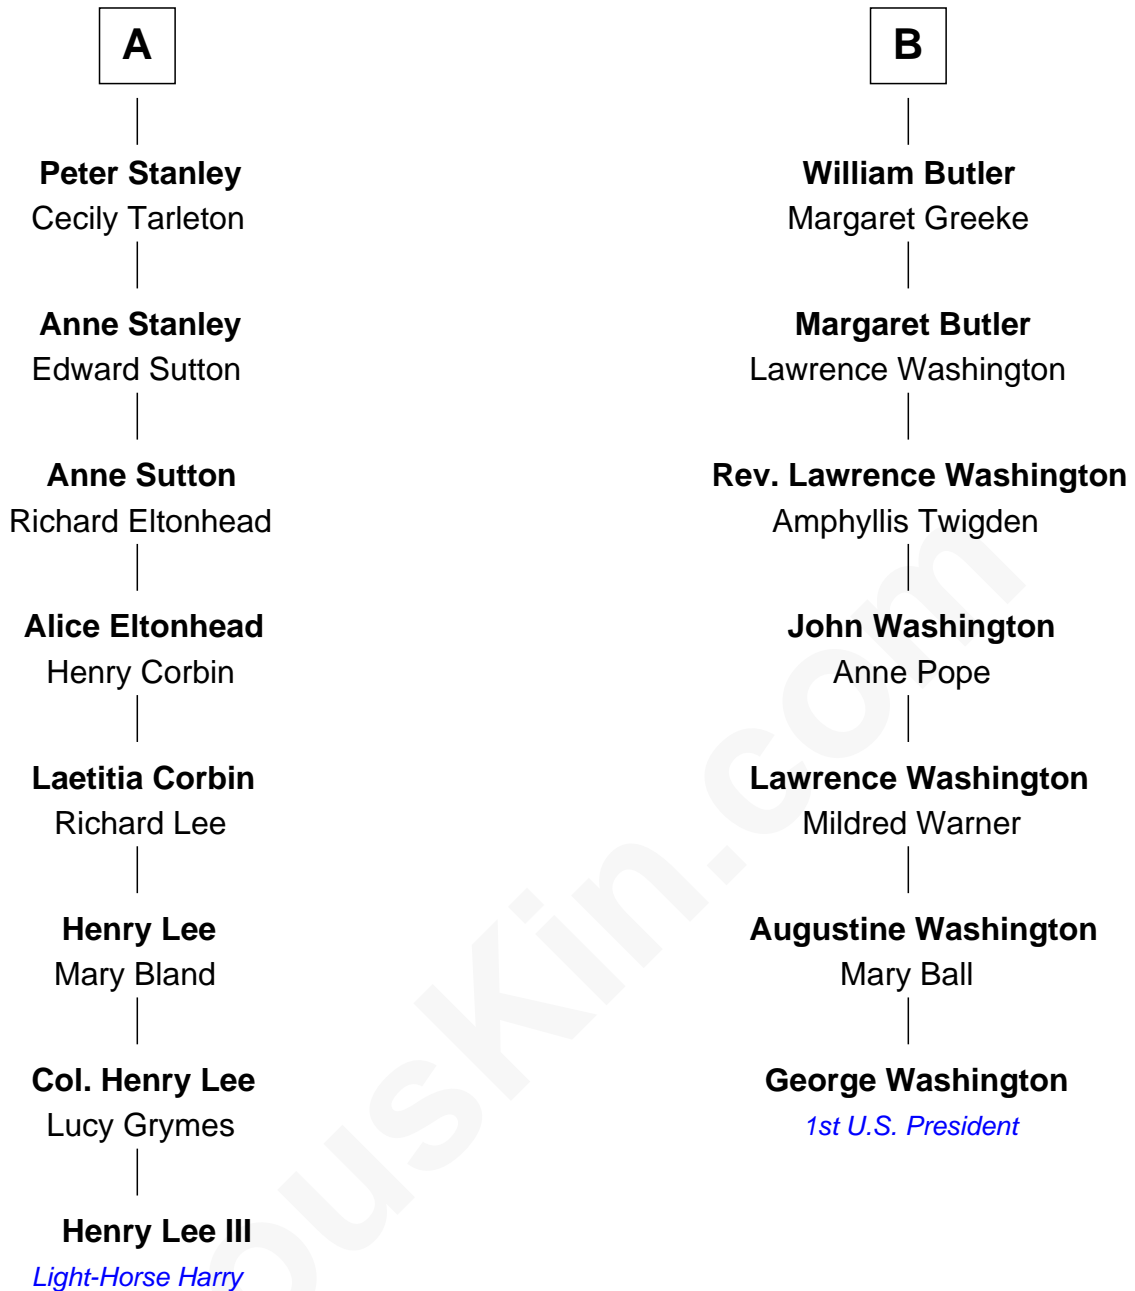 A
Peter Stanley
Cecily Tarleton
Anne Stanley
Edward Sutton
Anne Sutton
Richard Eltonhead
Alice Eltonhead
Henry Corbin
Laetitia Corbin
Richard Lee
Henry Lee
Mary Bland
Col. Henry Lee
Lucy Grymes
Henry Lee III
Light-Horse Harry
B
William Butler
Margaret Greeke
Margaret Butler
Lawrence Washington
Rev. Lawrence Washington
Amphyllis Twigden
John Washington
Anne Pope
Lawrence Washington
Mildred Warner
Augustine Washington
Mary Ball
George Washington
1st U.S. President
ousKin.com